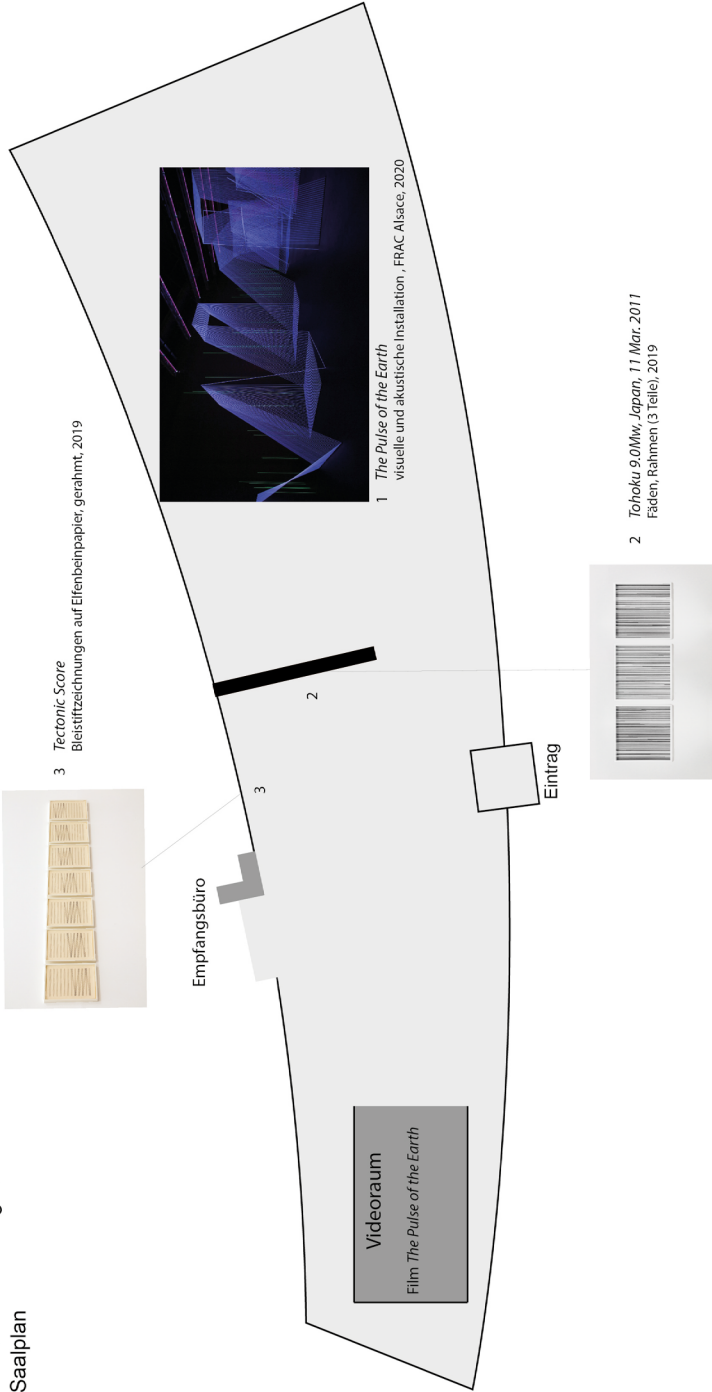 Saalplan
3 Tectonic Score
Bleistiftzeichnungen auf Elfenbeinpapier, gerahmt, 2019
Empfangsbüro
3
2
1 The Pulse of the Earth
visuelle und akustische Installation , FRAC Alsace, 2020
Videoraum
Film The Pulse of the Earth
Eintrag
2 Tohoku 9.0Mw, Japan, 11 Mar. 2011
Fäden, Rahmen (3 Teile), 2019